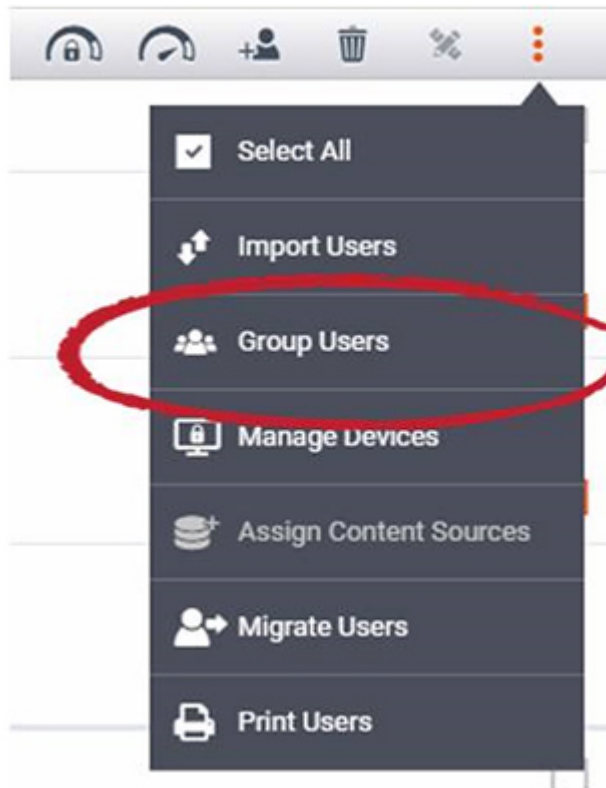 Select All
Import Users
Group Users
Manage Devices
Assign Content Sources
Migrate Users
Print Users